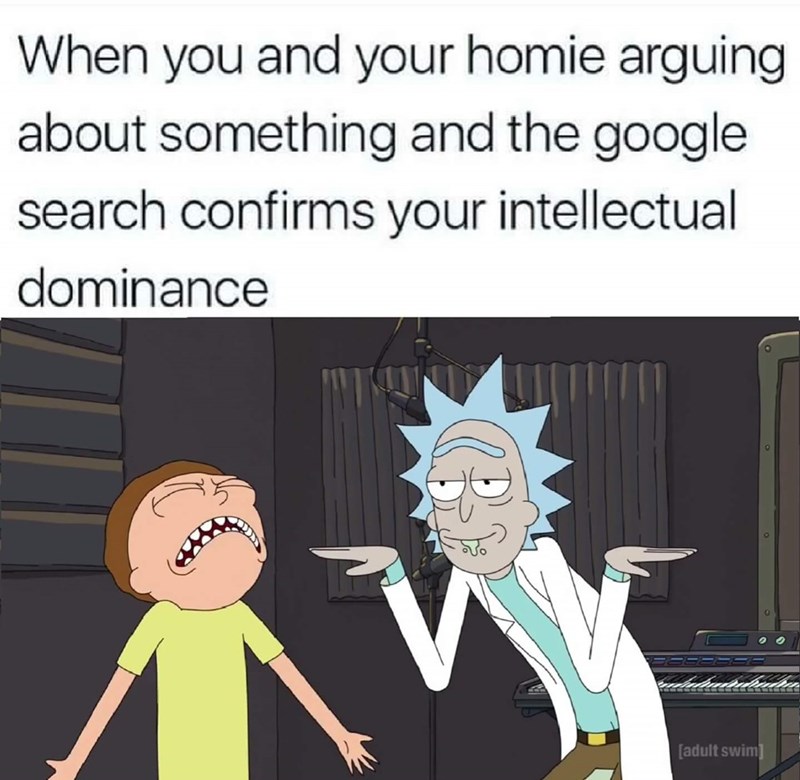 When you and your homie arguing
about something and the google
search confirms your intellectual
dominance
[adult swim]